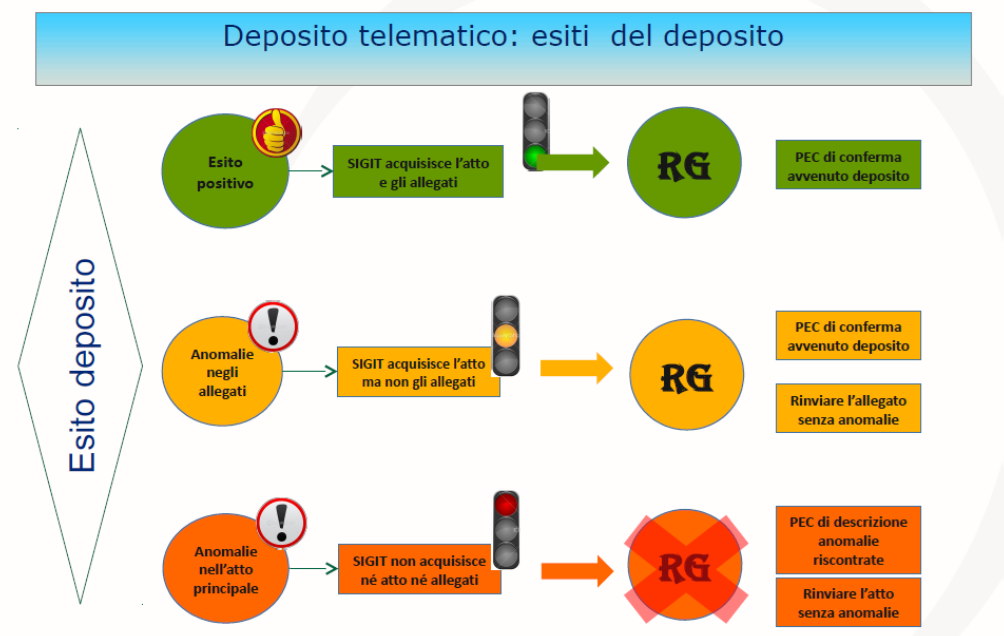 Deposito telematico: esiti del deposito
Esito deposito
Esito
positivo
SIGIT acquisisce l'atto
e gli allegati
RG
PEC di conferma
avvenuto deposito
Anomalie
negli
allegati
SIGIT acquisisce l'atto
ma non gli allegati
RG
PEC di conferma
avvenuto deposito
Rinviare l'allegato
senza anomalie
Anomalie
nell'atto
principale
SIGIT non acquisisce
né atto né allegati
RG
PEC di descrizione
anomalie
riscontrate
Rinviare l'atto
senza anomalie